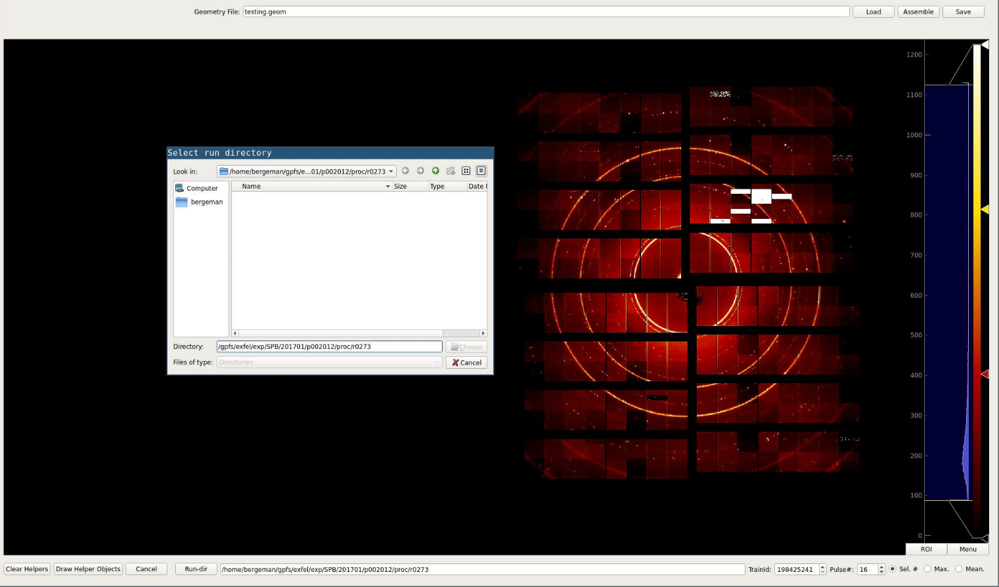 Geometry File: testing.geom Load Assemble Save
1200
1100
1000
900
800
700
600
500
400
300
200
100
0
Select run directory
Look in: /home/bergeman/gpfs/e...01/p002012/proc/r0273
Computer
bergeman
Name Size Type Date
Directory: /gpfs/exfel/exp/SPB/201701/p002012/proc/r0273 Choose
Files of type: Directories Cancel
ROI Menu
Clear Helpers Draw Helper Objects Cancel Run-dir /home/bergeman/gpfs/exfel/exp/SPB/201701/p002012/proc/r0273 TrainId: 198425241 Pulse#: 16 Sel. # Max. Mean.